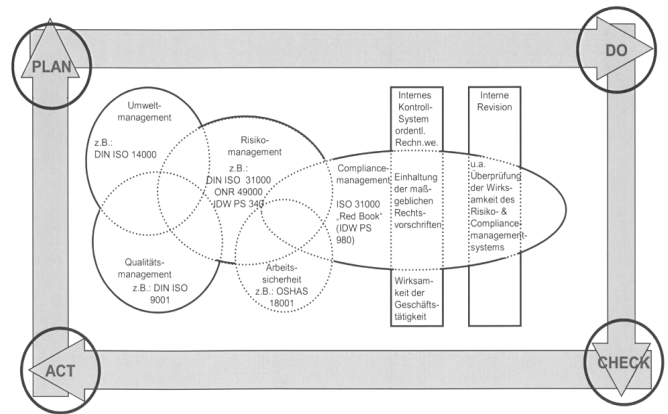 PLAN
DO
Umwelt-
management
z.B.:
DIN ISO 14000
Risiko-
management
z.B.:
DIN ISO 31000
ONR 49000
IDW PS 340
Qualitäts-
management
z.B.: DIN ISO
9001
Arbeits-
sicherheit
z.B.: OSHAS
18001
Compliance-
management
ISO 31000
„Red Book“
(IDW PS
980)
Internes
Kontroll-
System
ordentl.
Rechn.we.
Einhaltung
der maß-
geblichen
Rechts-
vorschriften
Wirksam-
keit der
Geschäfts-
tätigkeit
Interne
Revision
u.a.
Überprüfung
der Wirks-
amkeit des
Risiko- &
Compliance
management-
systems
ACT
CHECK